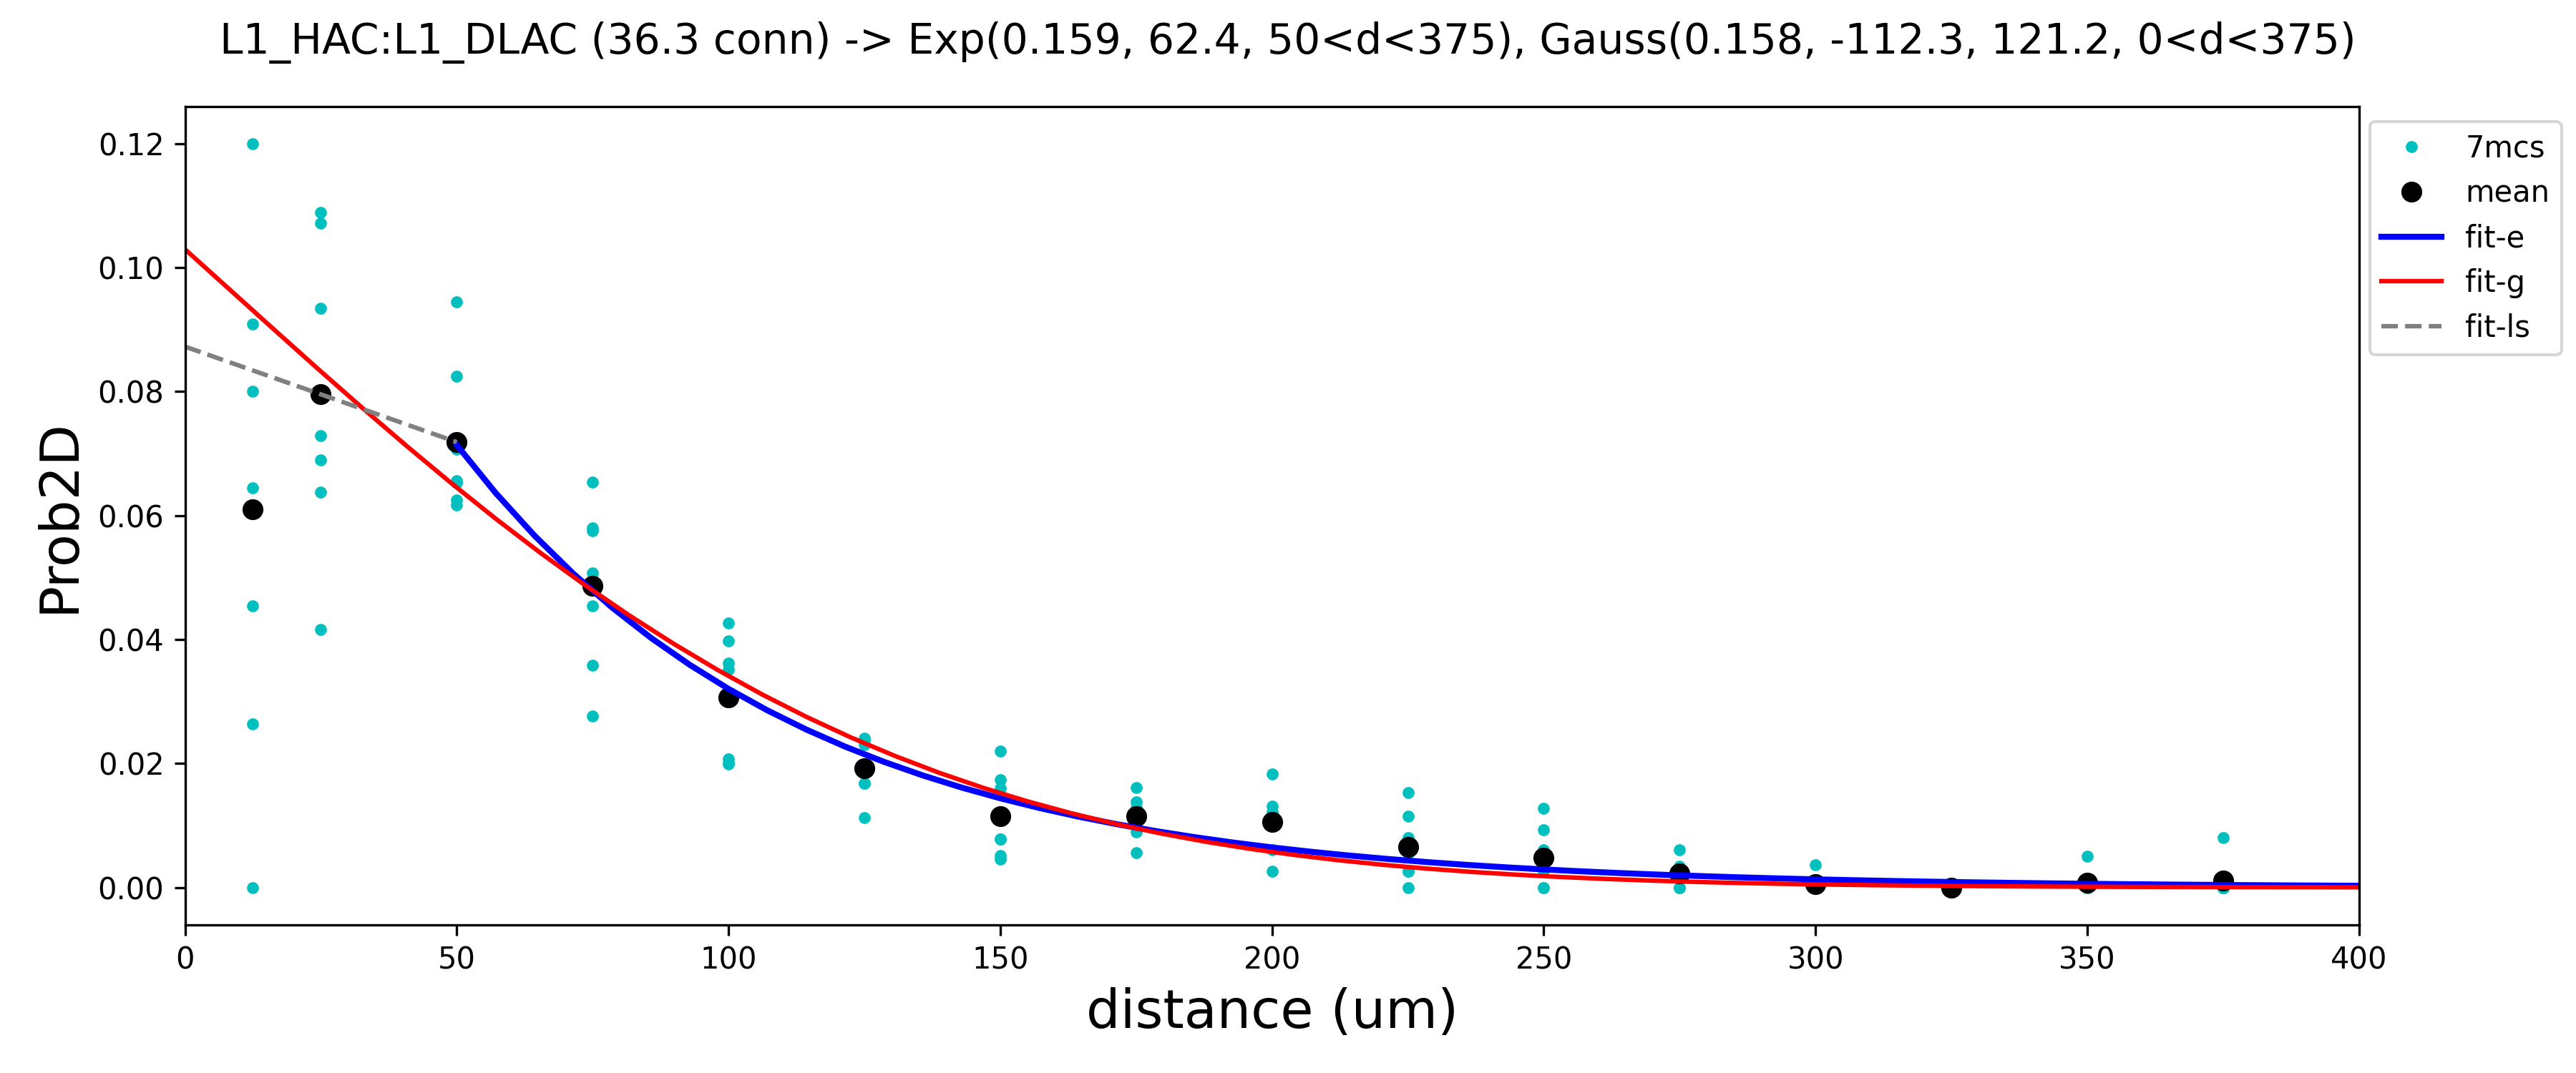 L1_HAC:L1_DLAC (36.3 conn) -> Exp(0.159, 62.4, 50<d<375), Gauss(0.158, -112.3, 121.2, 0<d<375)
0.12
0.10
0.08
0.06
0.04
0.02
0.00
Prob2D
0 50 100 150 200 250 300 350 400
distance (um)
7mcs
mean
fit-e
fit-g
fit-ls